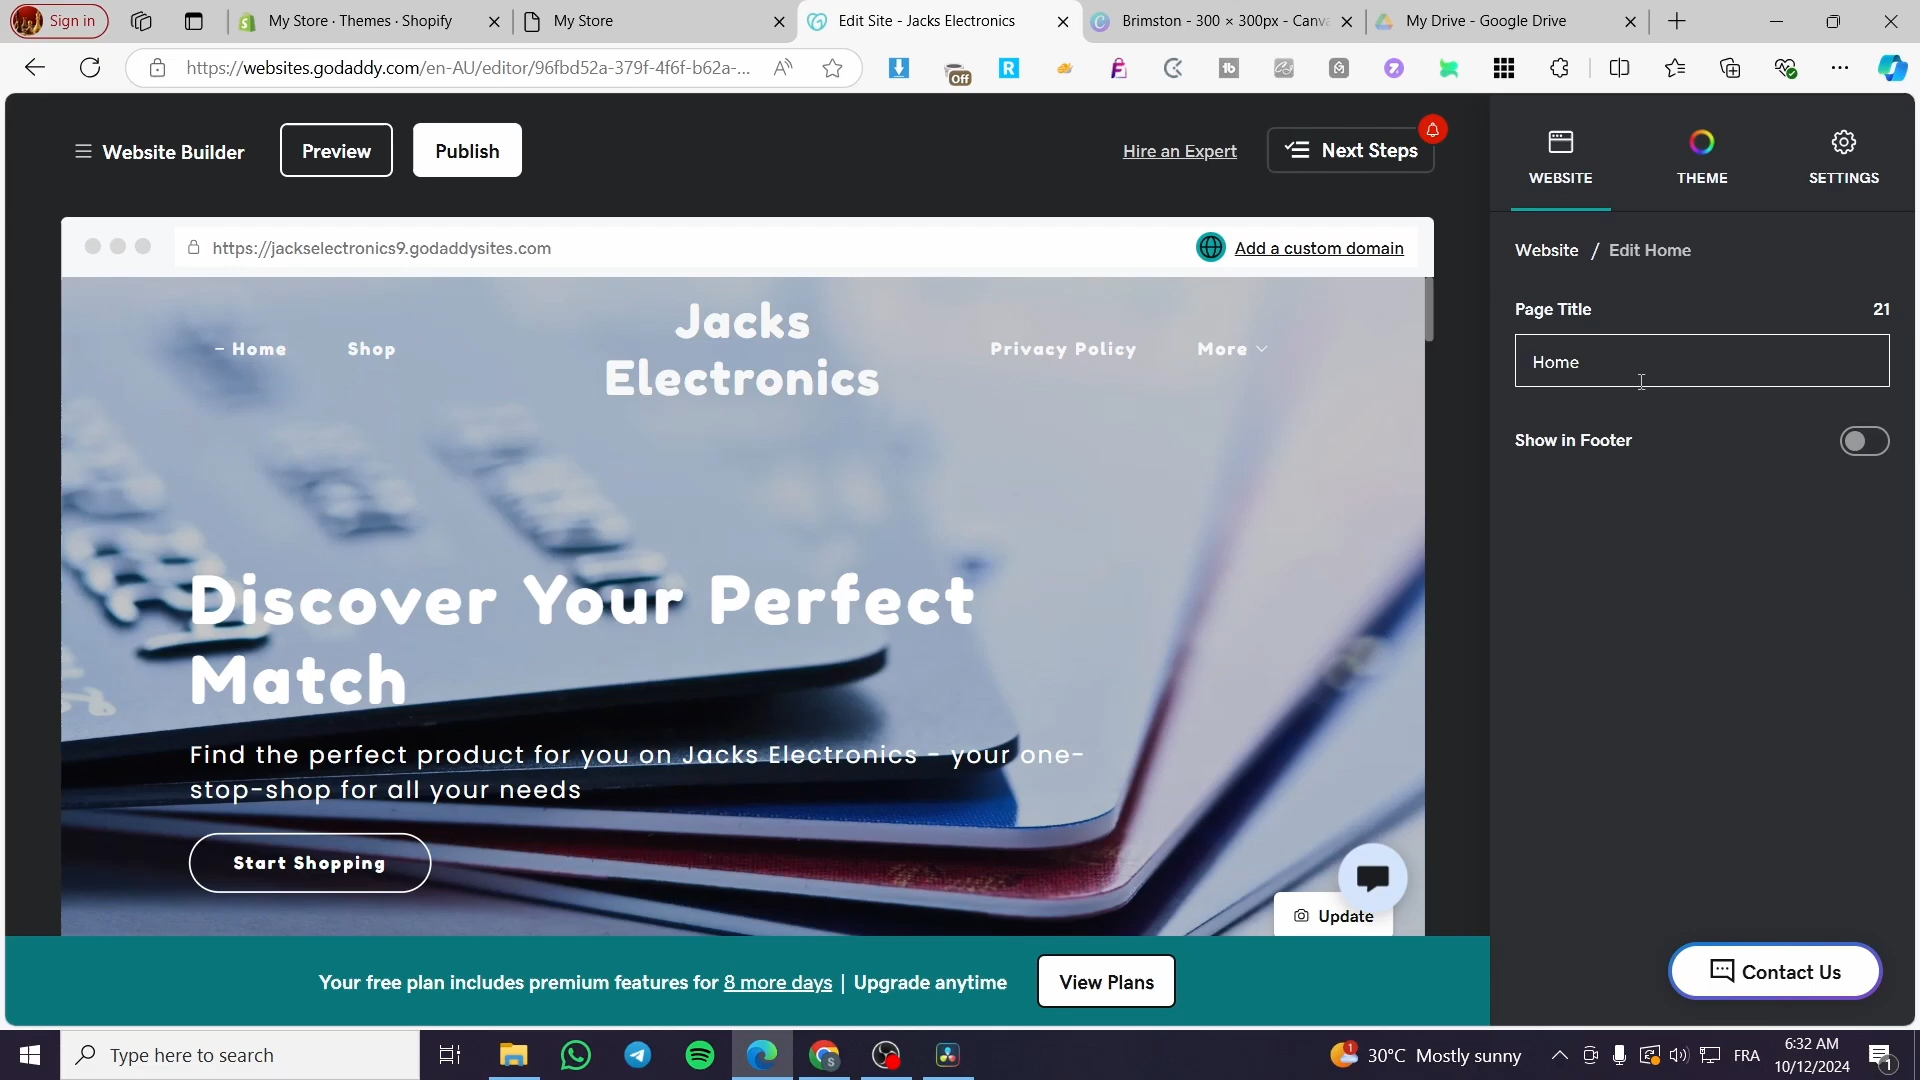 Sign in
My Store · Themes · Shopify
My Store
Edit Site - Jacks Electronics
Brimston - 300 × 300px - Canva
My Drive - Google Drive
https://websites.godaddy.com/en-AU/editor/96fbd52a-379f-4f6f-b62a-...
Off
Website Builder
Preview
Publish
Hire an Expert
Next Steps
WEBSITE
THEME
SETTINGS
https://jackselectronics9.godaddysites.com
Add a custom domain
Website / Edit Home
Page Title
21
Home
Show in Footer
– Home
Shop
Jacks
Electronics
Privacy Policy
More
Discover Your Perfect
Match
Find the perfect product for you on Jacks Electronics - your one-
stop-shop for all your needs
Start Shopping
Update
Your free plan includes premium features for 8 more days | Upgrade anytime
View Plans
Contact Us
Type here to search
30°C Mostly sunny
FRA
6:32 AM
10/12/2024